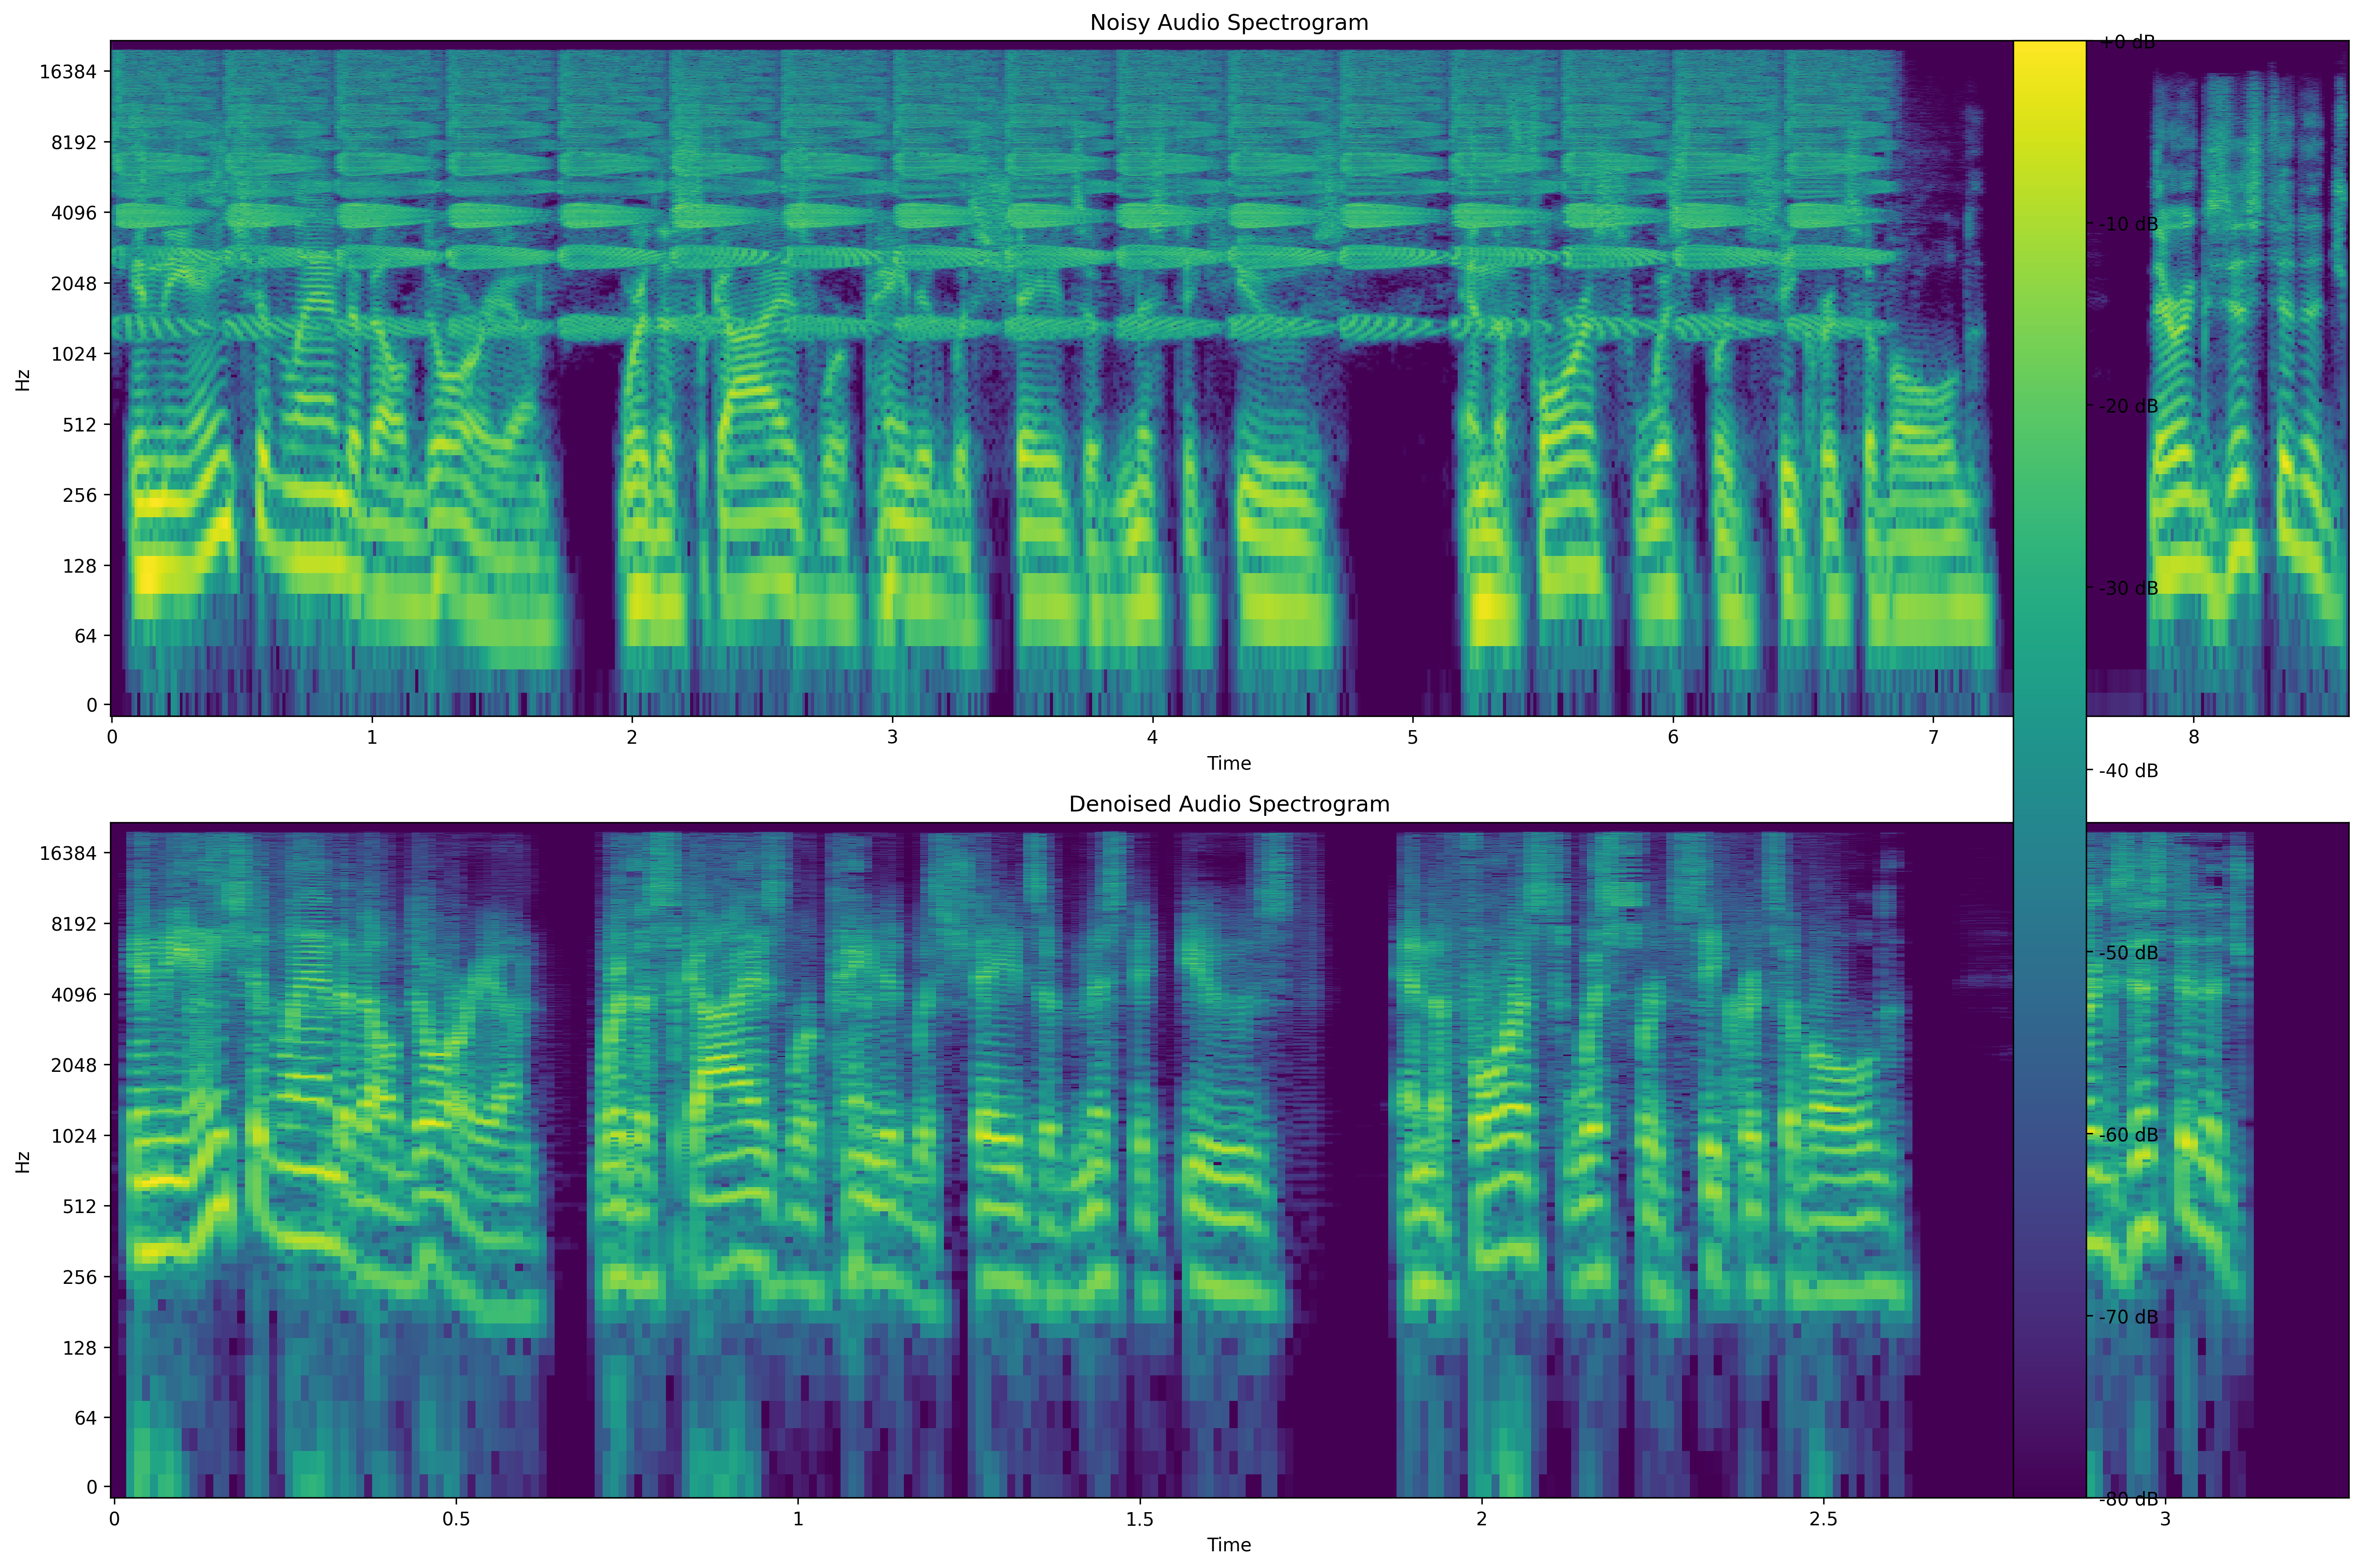 Noisy Audio Spectrogram
+0 dB
16384
8192
4096
-10 dB
2048
1024
Hz
-20 dB
512
256
-30 dB
128
64
0
0 1 2 3 4 5 6 7 8
Time
-40 dB
Denoised Audio Spectrogram
16384
8192
-50 dB
4096
2048
1024
-60 dB
Hz
512
256
-70 dB
128
64
0
-80 dB
0 0.5 1 1.5 2 2.5 3
Time